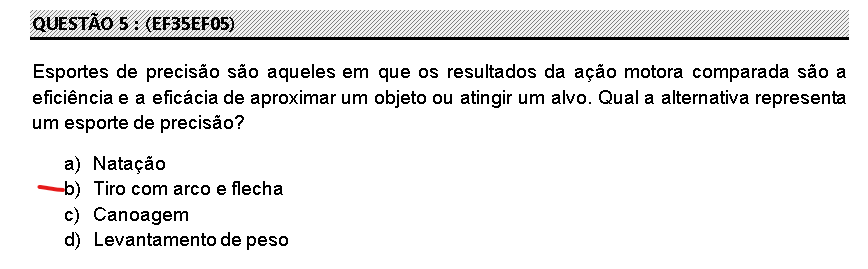 QUESTÃO 5 : (EF35EF05)
Esportes de precisão são aqueles em que os resultados da ação motora comparada são a
eficiência e a eficácia de aproximar um objeto ou atingir um alvo. Qual a alternativa representa
um esporte de precisão?
a) Natação
b) Tiro com arco e flecha
c) Canoagem
d) Levantamento de peso